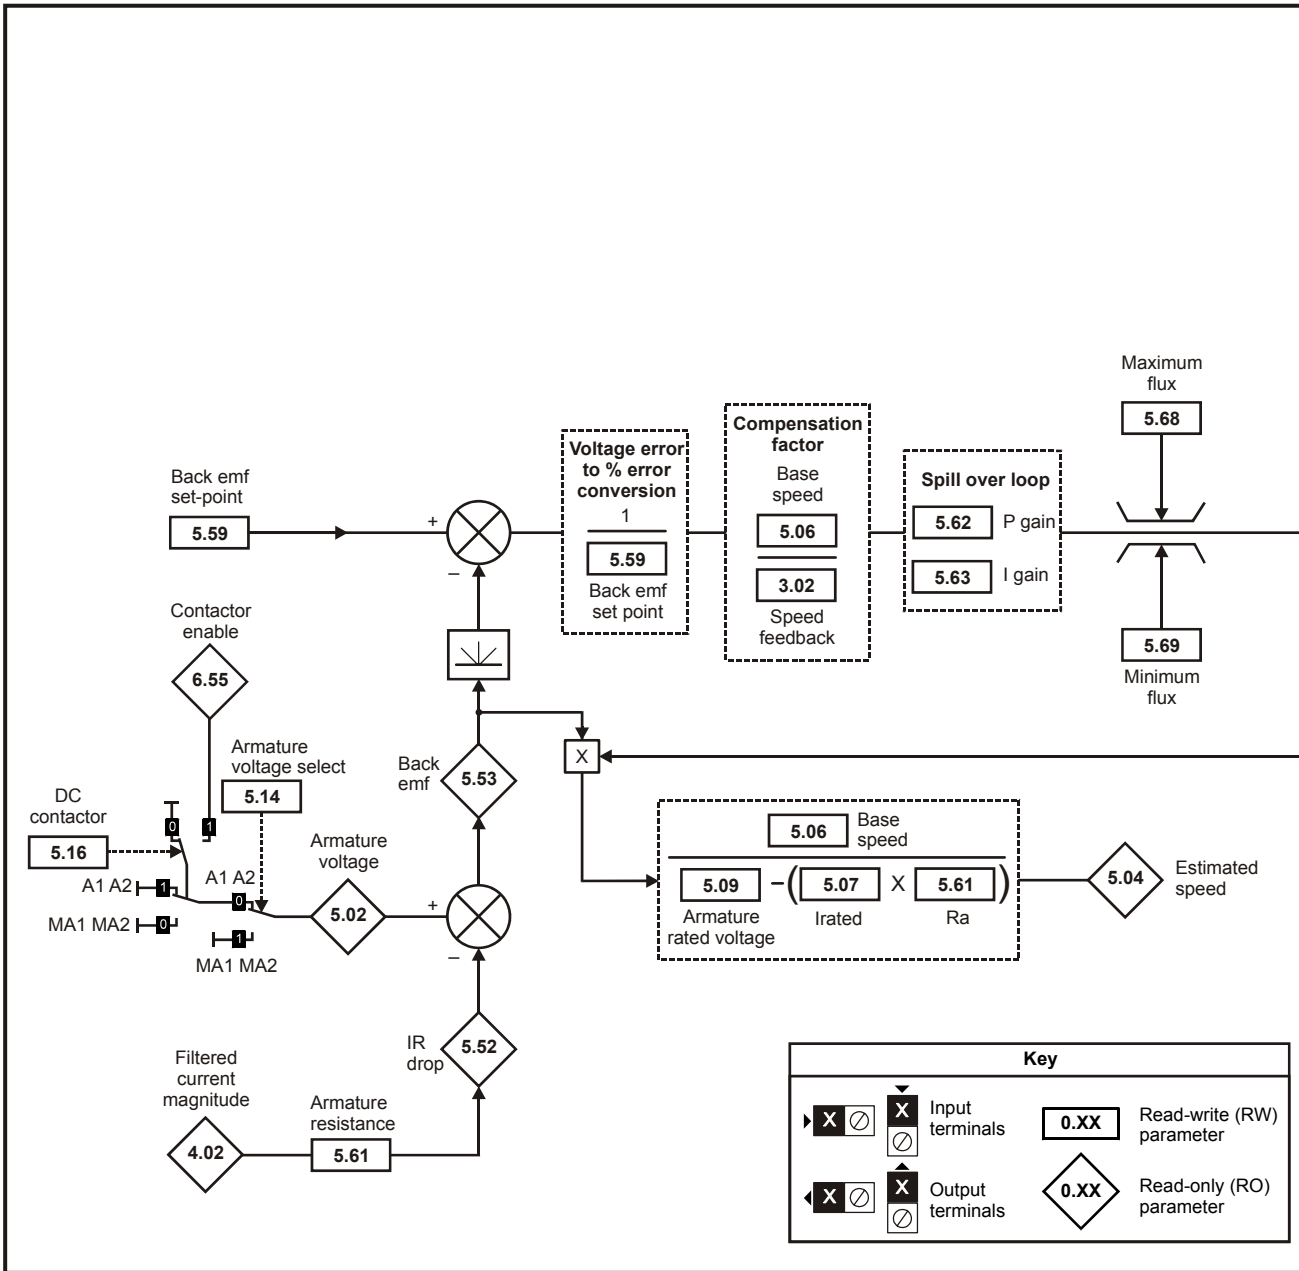 Maximum
flux
5.68
Compensation
factor
Base
speed
5.06
3.02
Speed
feedback
Voltage error
to % error
conversion
1
5.59
Back emf
set point
Spill over loop
5.62 P gain
5.63 I gain
Back emf
set-point
5.59
+
–
5.69
Minimum
flux
Contactor
enable
6.55
Armature
voltage select
5.14
Back
emf
5.53
X
DC
contactor
5.16
0
1
A1 A2
1
MA1 MA2
0
A1 A2
0
1
MA1 MA2
Armature
voltage
5.02
+
–
5.06
Base
speed
5.09 – ( 5.07 X 5.61 )
Armature
rated voltage
Irated
Ra
5.04
Estimated
speed
IR
drop
5.52
Filtered
current
magnitude
4.02
Armature
resistance
5.61
Key
X
X
Input
terminals
0.XX
Read-write (RW)
parameter
X
X
Output
terminals
0.XX
Read-only (RO)
parameter